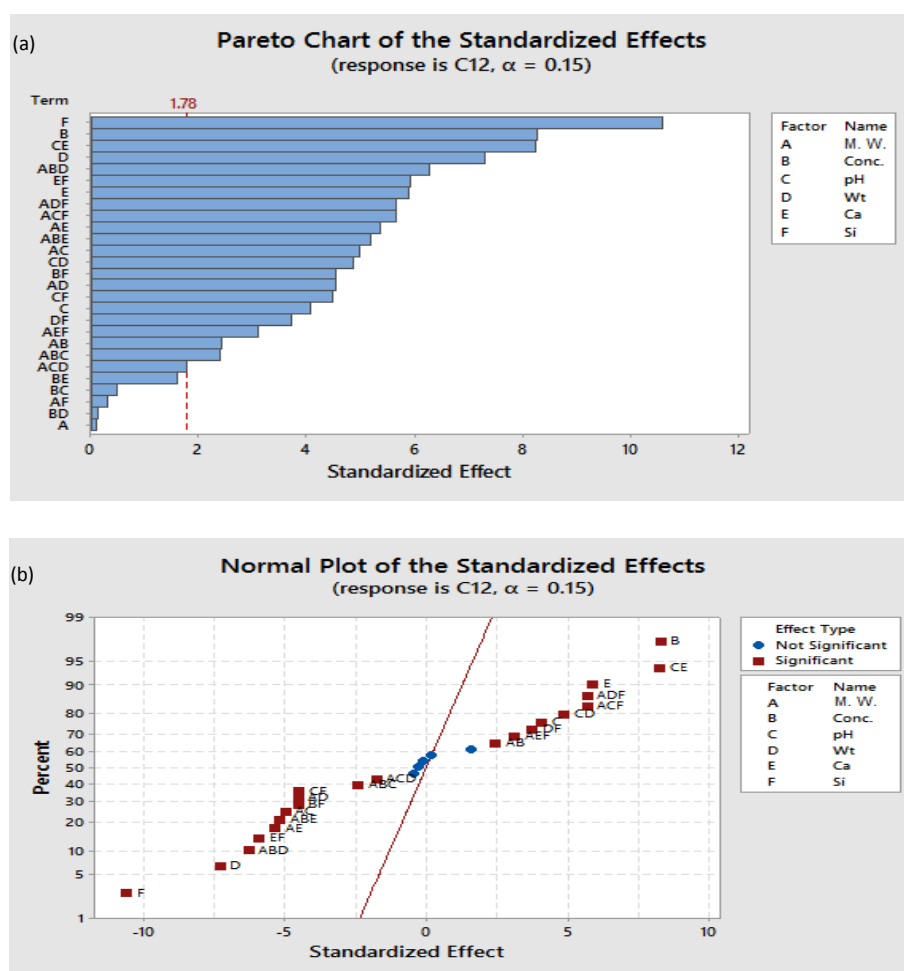 (a)
Pareto Chart of the Standardized Effects
(response is C12, α = 0.15)
Term
1.78
F
B
CE
D
ABD
EF
E
ADF
ACF
AE
ABE
AC
CD
BF
AD
CF
C
DF
AEF
AB
ABC
ACD
BE
BC
AF
BD
A
0 2 4 6 8 10 12
Standardized Effect
Factor Name
A M. W.
B Conc.
C pH
D Wt
E Ca
F Si
(b)
Normal Plot of the Standardized Effects
(response is C12, α = 0.15)
Percent
99
95
90
80
70
60
50
40
30
20
10
5
1
B
CE
E
ADF
ACF
CD
C
DF
AEF
AB
ACD
ABC
CF
AD
BF
AC
ABE
AE
EF
ABD
D
F
-10 -5 0 5 10
Standardized Effect
Effect Type
Not Significant
Significant
Factor Name
A M. W.
B Conc.
C pH
D Wt
E Ca
F Si